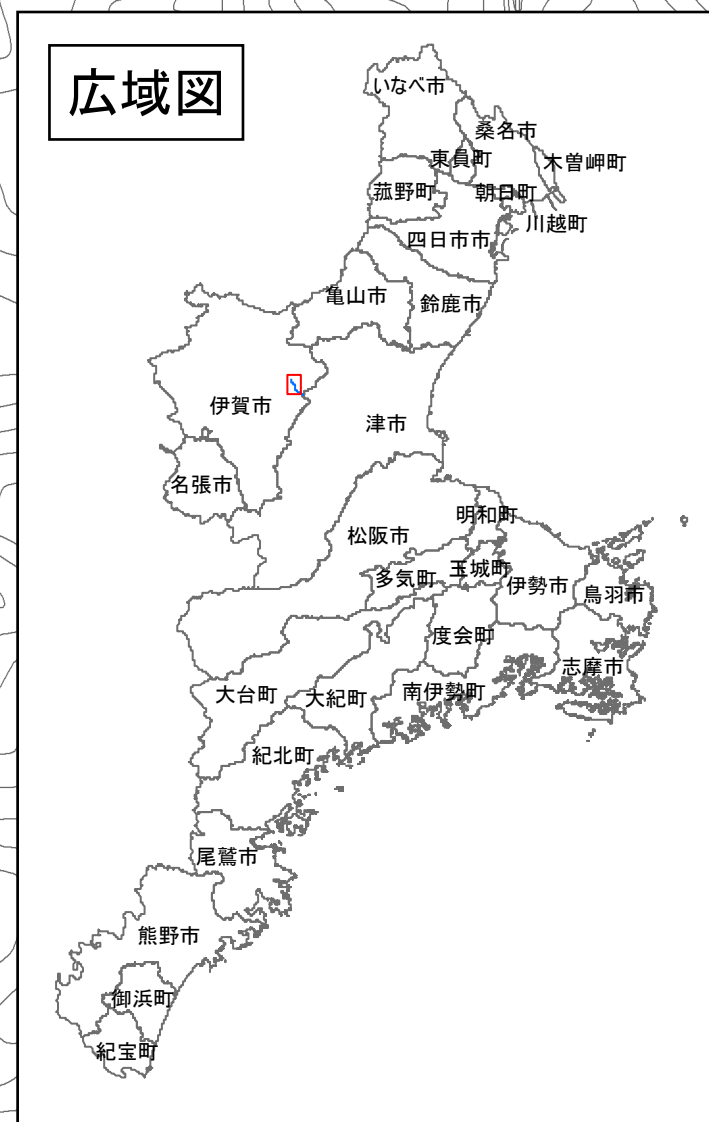 広域図
いなべ市
桑名市
東員町
木曽岬町
菰野町
朝日町
川越町
四日市市
亀山市
鈴鹿市
伊賀市
津市
名張市
明和町
松阪市
玉城町
多気町
伊勢市
鳥羽市
度会町
志摩市
大台町
大紀町
南伊勢町
紀北町
尾鷲市
熊野市
御浜町
紀宝町